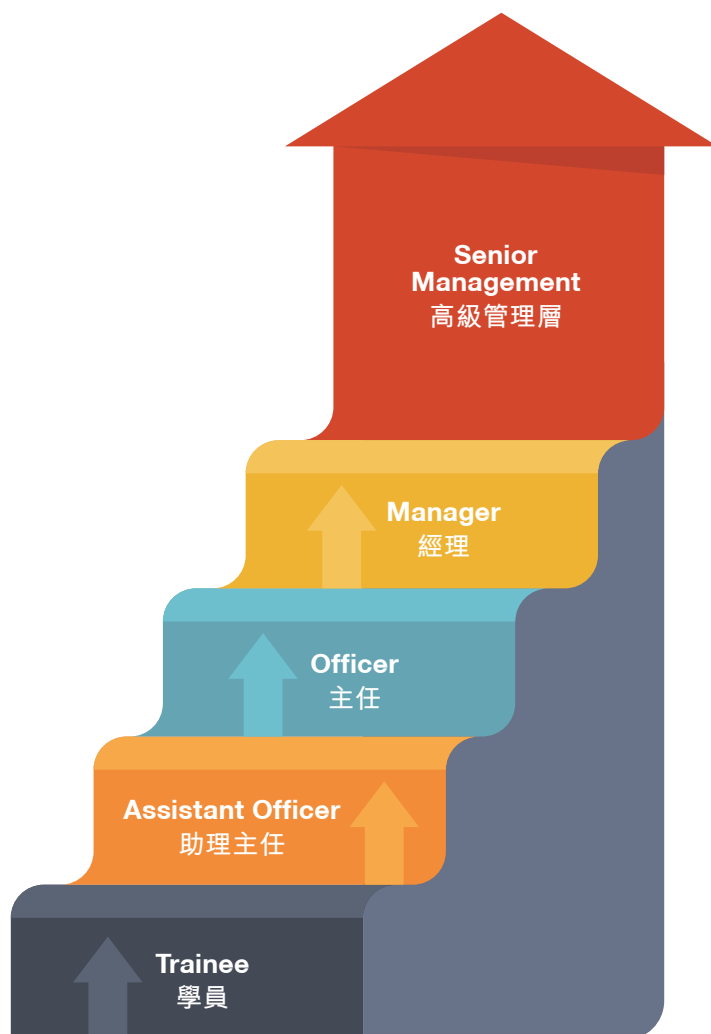 Senior
Management
高級管理層
Manager
經理
Officer
主任
Assistant Officer
助理主任
Trainee
學員